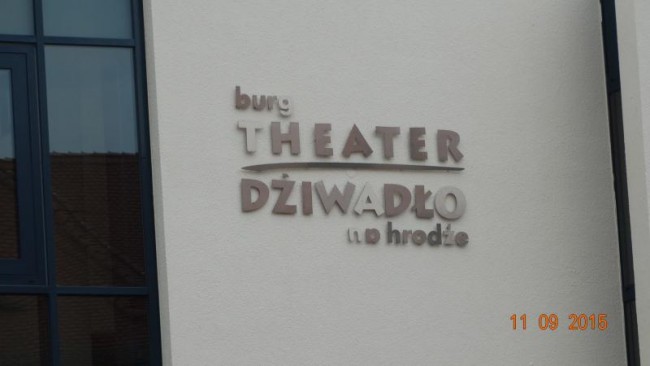 burg
THEATER
DŹIWADŁO
na hrodźe
11 09 2015